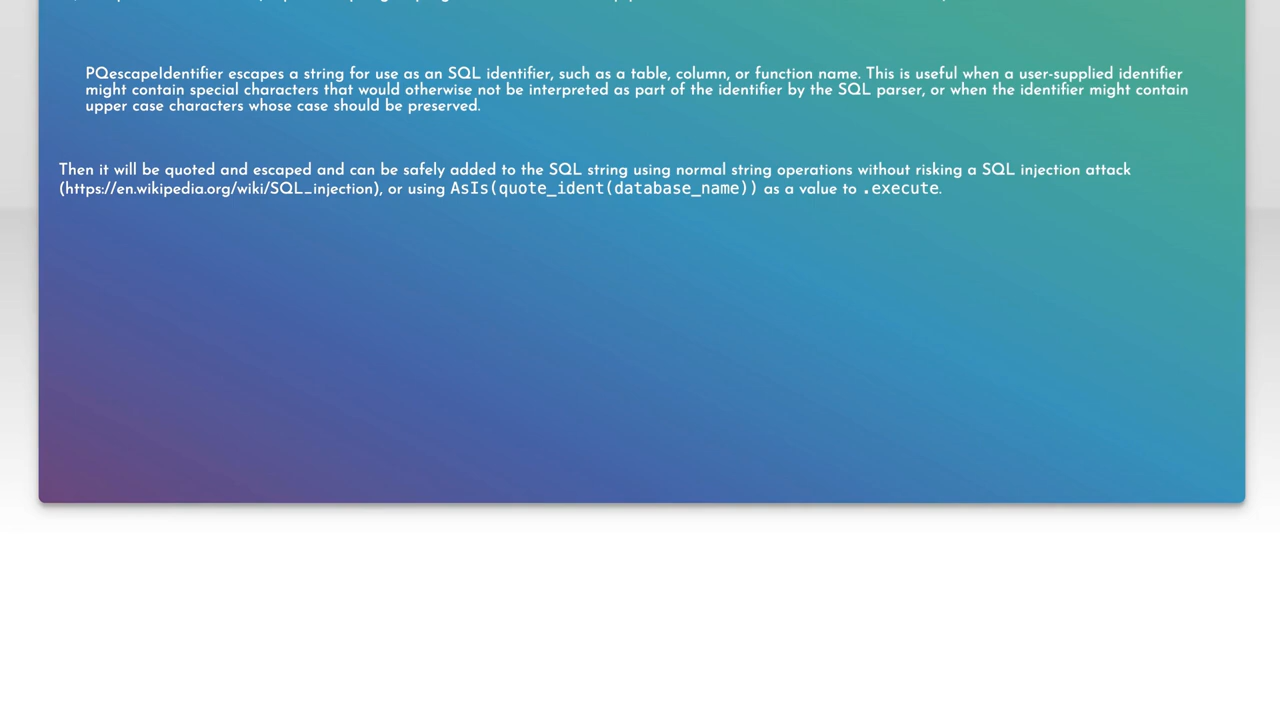 PQescapeIdentifier escapes a string for use as an SQL identifier, such as a table, column, or function name. This is useful when a user-supplied identifier
might contain special characters that would otherwise not be interpreted as part of the identifier by the SQL parser, or when the identifier might contain
upper case characters whose case should be preserved.
Then it will be quoted and escaped and can be safely added to the SQL string using normal string operations without risking a SQL injection attack
(https://en.wikipedia.org/wiki/SQL_injection), or using AsIs(quote_ident(database_name)) as a value to .execute.